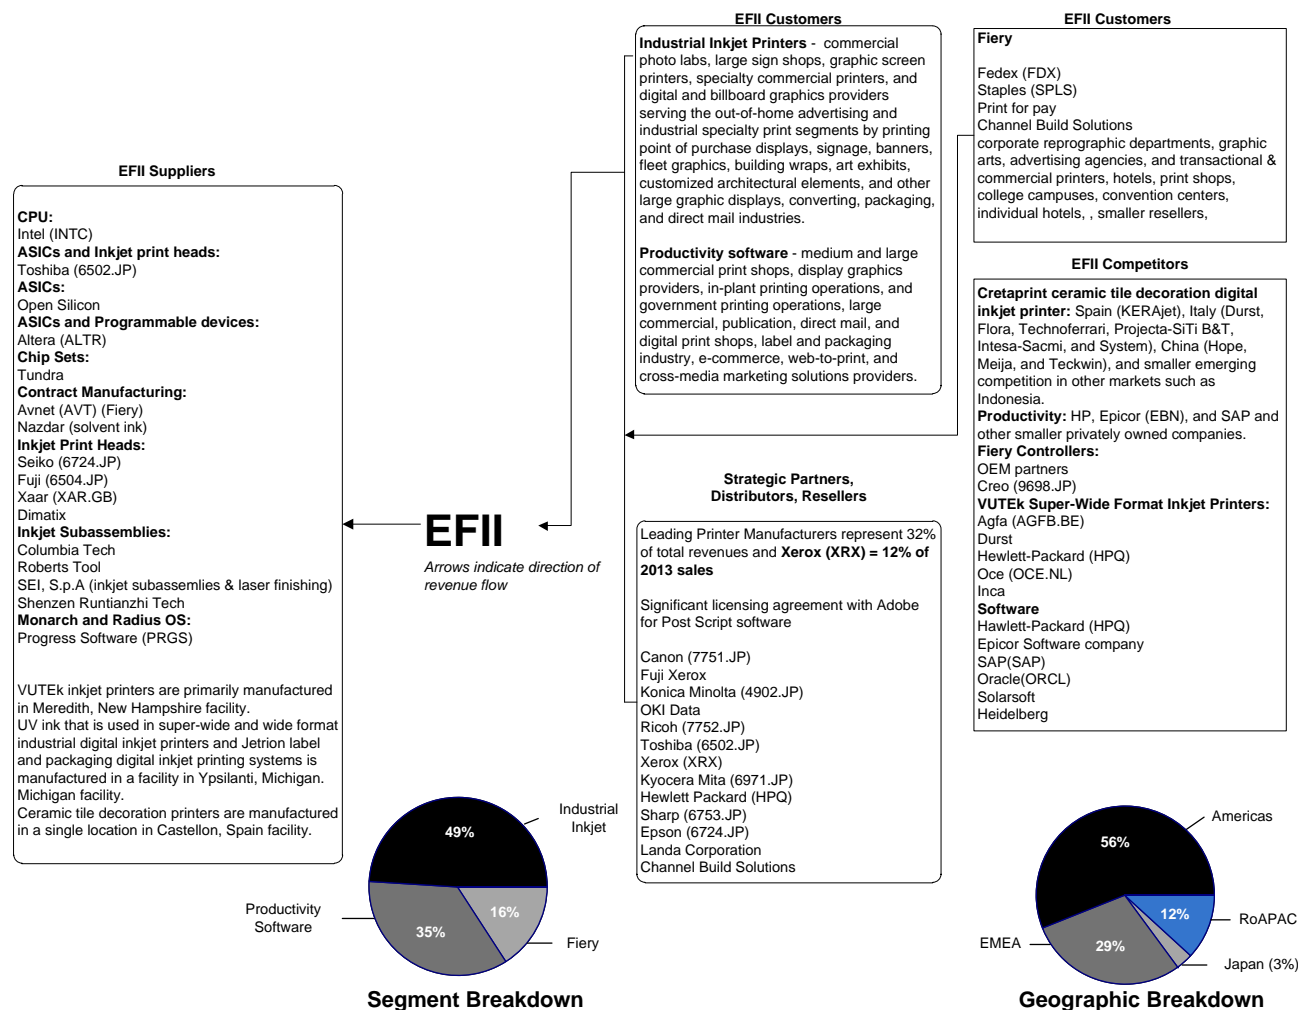 EFII Suppliers
CPU:
Intel (INTC)
ASICs and Inkjet print heads:
Toshiba (6502.JP)
ASICs:
Open Silicon
ASICs and Programmable devices:
Altera (ALTR)
Chip Sets:
Tundra
Contract Manufacturing:
Avnet (AVT) (Fiery)
Nazdar (solvent ink)
Inkjet Print Heads:
Seiko (6724.JP)
Fuji (6504.JP)
Xaar (XAR.GB)
Dimatix
Inkjet Subassemblies:
Columbia Tech
Roberts Tool
SEI, S.p.A (inkjet subassemlies & laser finishing)
Shenzen Runtianzhi Tech
Monarch and Radius OS:
Progress Software (PRGS)
VUTEk inkjet printers are primarily manufactured
in Meredith, New Hampshire facility.
UV ink that is used in super-wide and wide format
industrial digital inkjet printers and Jetrion label
and packaging digital inkjet printing systems is
manufactured in a facility in Ypsilanti, Michigan.
Michigan facility.
Ceramic tile decoration printers are manufactured
in a single location in Castellon, Spain facility.
EFII
Arrows indicate direction of
revenue flow
EFII Customers
Industrial Inkjet Printers - commercial
photo labs, large sign shops, graphic screen
printers, specialty commercial printers, and
digital and billboard graphics providers
serving the out-of-home advertising and
industrial specialty print segments by printing
point of purchase displays, signage, banners,
fleet graphics, building wraps, art exhibits,
customized architectural elements, and other
large graphic displays, converting, packaging,
and direct mail industries.
Productivity software - medium and large
commercial print shops, display graphics
providers, in-plant printing operations, and
government printing operations, large
commercial, publication, direct mail, and
digital print shops, label and packaging
industry, e-commerce, web-to-print, and
cross-media marketing solutions providers.
Strategic Partners,
Distributors, Resellers
Leading Printer Manufacturers represent 32%
of total revenues and Xerox (XRX) = 12% of
2013 sales
Significant licensing agreement with Adobe
for Post Script software
Canon (7751.JP)
Fuji Xerox
Konica Minolta (4902.JP)
OKI Data
Ricoh (7752.JP)
Toshiba (6502.JP)
Xerox (XRX)
Kyocera Mita (6971.JP)
Hewlett Packard (HPQ)
Sharp (6753.JP)
Epson (6724.JP)
Landa Corporation
Channel Build Solutions
EFII Customers
Fiery
Fedex (FDX)
Staples (SPLS)
Print for pay
Channel Build Solutions
corporate reprographic departments, graphic
arts, advertising agencies, and transactional &
commercial printers, hotels, print shops,
college campuses, convention centers,
individual hotels, , smaller resellers,
EFII Competitors
Cretaprint ceramic tile decoration digital
inkjet printer: Spain (KERAjet), Italy (Durst,
Flora, Technoferrari, Projecta-SiTi B&T,
Intesa-Sacmi, and System), China (Hope,
Meija, and Teckwin), and smaller emerging
competition in other markets such as
Indonesia.
Productivity: HP, Epicor (EBN), and SAP and
other smaller privately owned companies.
Fiery Controllers:
OEM partners
Creo (9698.JP)
VUTEk Super-Wide Format Inkjet Printers:
Agfa (AGFB.BE)
Durst
Hewlett-Packard (HPQ)
Oce (OCE.NL)
Inca
Software
Hawlett-Packard (HPQ)
Epicor Software company
SAP(SAP)
Oracle(ORCL)
Solarsoft
Heidelberg
Industrial
Inkjet
49%
Productivity
Software
35%
16%
Fiery
Segment Breakdown
Americas
56%
12%
RoAPAC
EMEA
29%
Japan (3%)
Geographic Breakdown